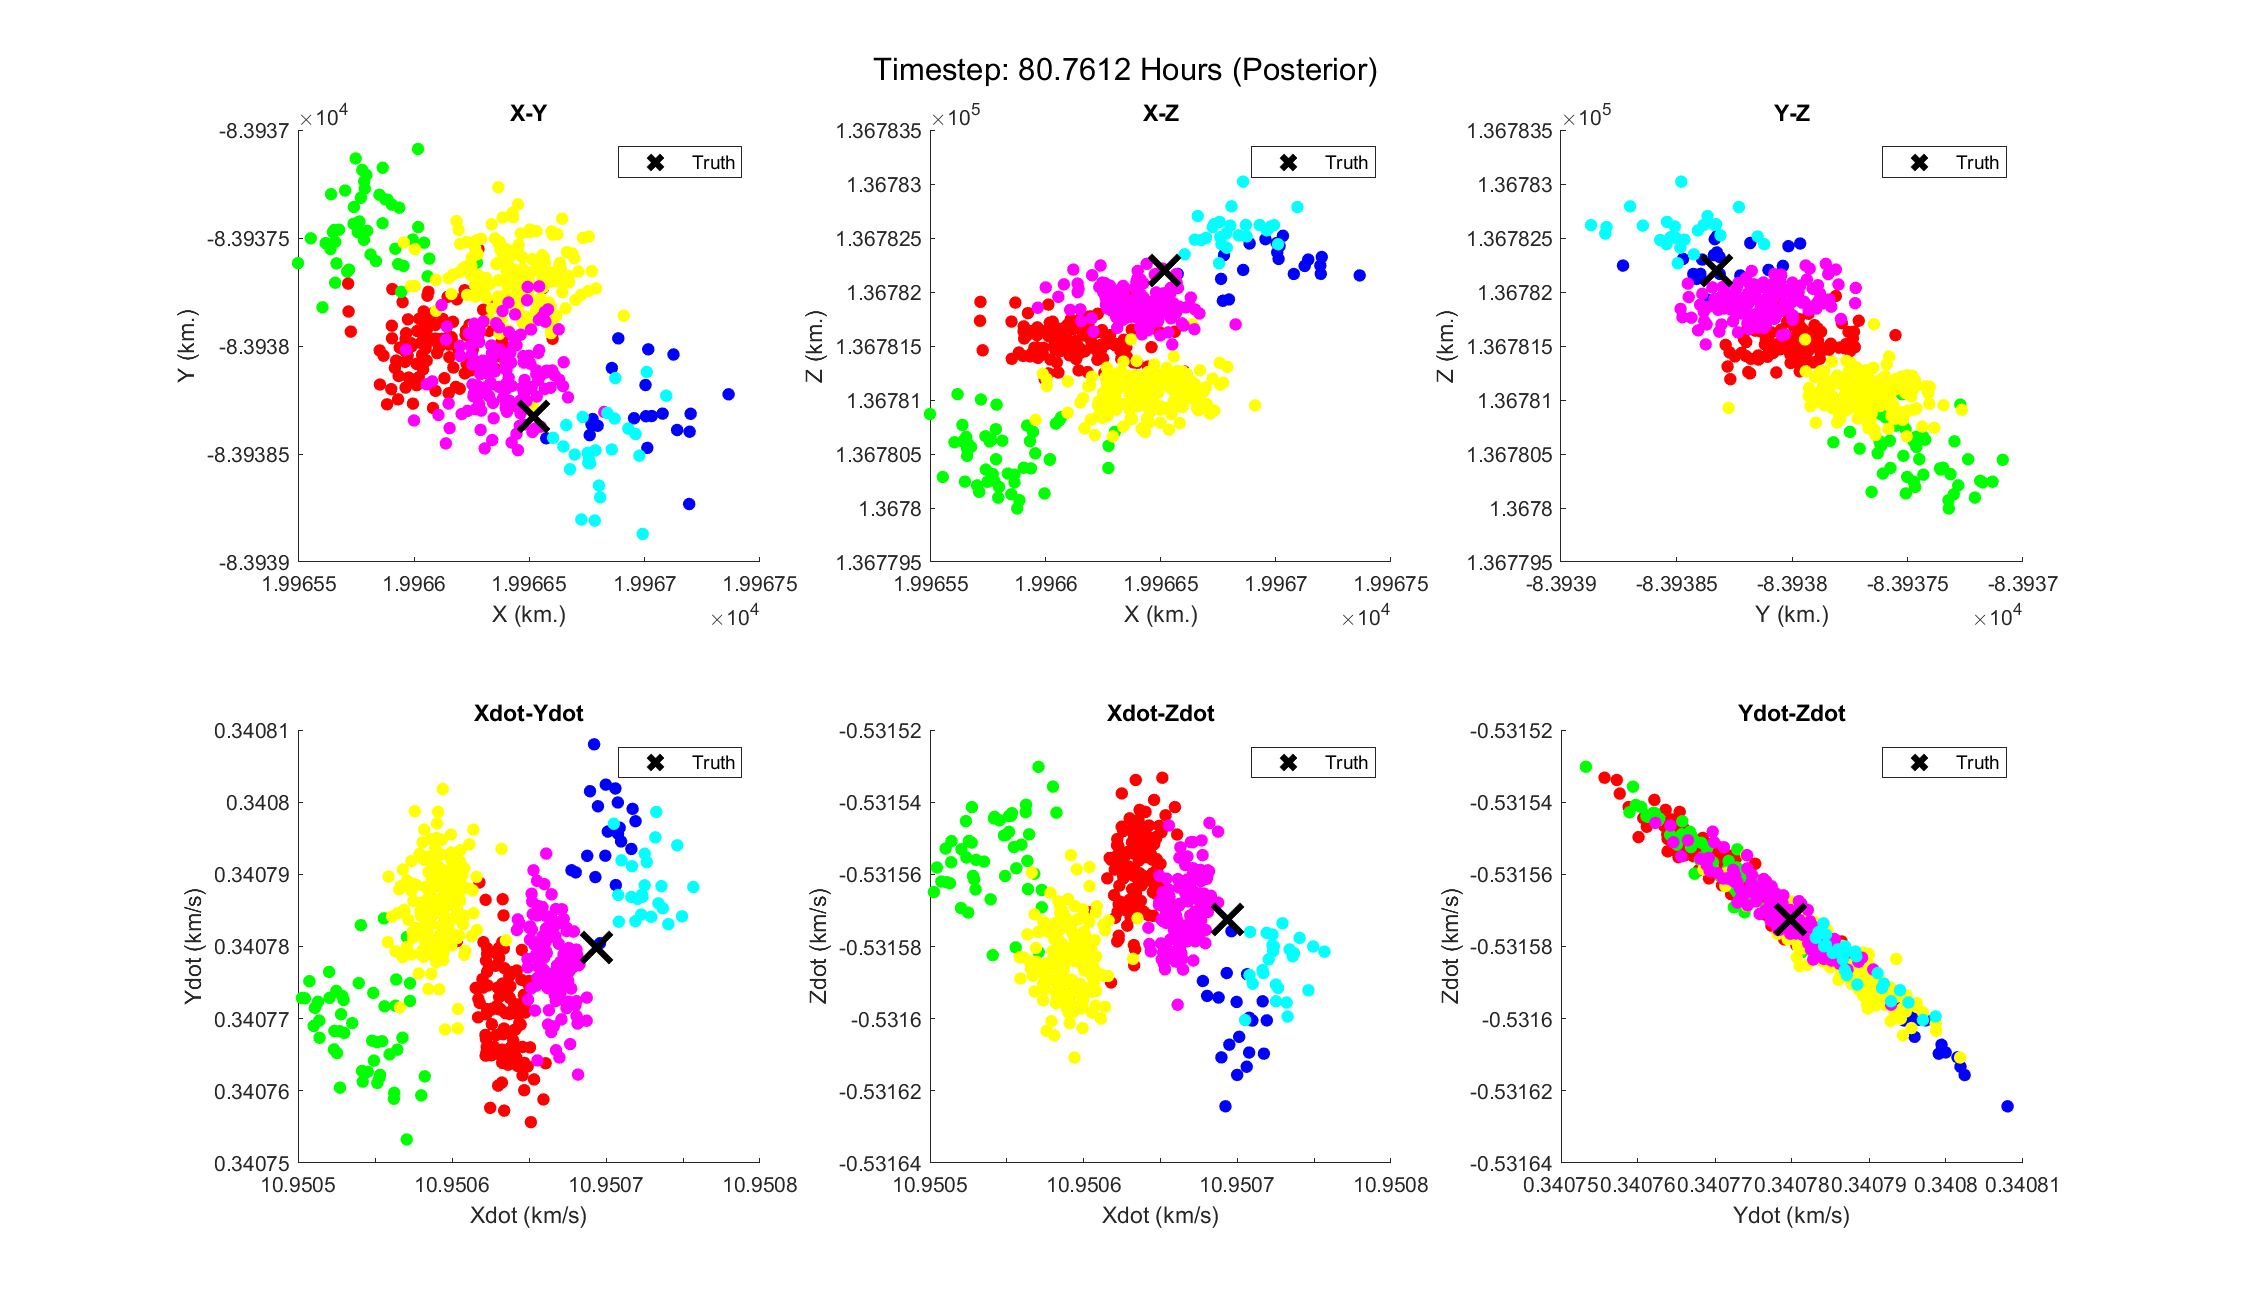 Timestep: 80.7612 Hours (Posterior)
X-Y
×10^4
-8.3937
-8.39375
-8.3938
-8.39385
-8.3939
Y (km.)
Truth
1.99655 1.9966 1.99665 1.9967 1.99675
X (km.)
×10^4
X-Z
×10^5
1.367835
1.36783
1.367825
1.36782
1.367815
1.36781
1.367805
1.3678
1.367795
Z (km.)
Truth
1.99655 1.9966 1.99665 1.9967 1.99675
X (km.)
×10^4
Y-Z
×10^5
1.367835
1.36783
1.367825
1.36782
1.367815
1.36781
1.367805
1.3678
1.367795
Z (km.)
Truth
-8.3939 -8.39385 -8.3938 -8.39375 -8.3937
Y (km.)
×10^4
Xdot-Ydot
0.34081
0.3408
0.34079
0.34078
0.34077
0.34076
0.34075
Ydot (km/s)
Truth
10.9505 10.9506 10.9507 10.9508
Xdot (km/s)
Xdot-Zdot
-0.53152
-0.53154
-0.53156
-0.53158
-0.5316
-0.53162
-0.53164
Zdot (km/s)
Truth
10.9505 10.9506 10.9507 10.9508
Xdot (km/s)
Ydot-Zdot
-0.53152
-0.53154
-0.53156
-0.53158
-0.5316
-0.53162
-0.53164
Zdot (km/s)
Truth
0.34075 0.34076 0.34077 0.34078 0.34079 0.3408 0.34081
Ydot (km/s)